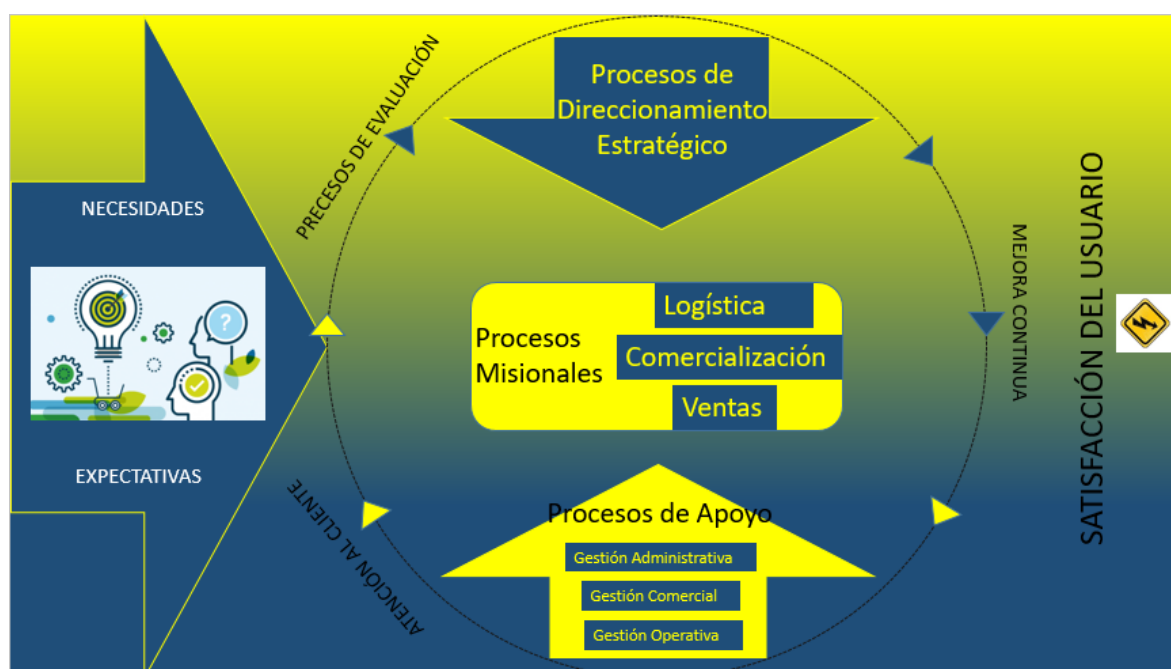 NECESIDADES
EXPECTATIVAS
PRECESOS DE EVALUACIÓN
ATENCIÓN AL CLIENTE
Procesos de
Direccionamiento
Estratégico
Procesos
Misionales
Logística
Comercialización
Ventas
Procesos de Apoyo
Gestión Administrativa
Gestión Comercial
Gestión Operativa
MEJORA CONTINUA
SATISFACCIÓN DEL USUARIO
?